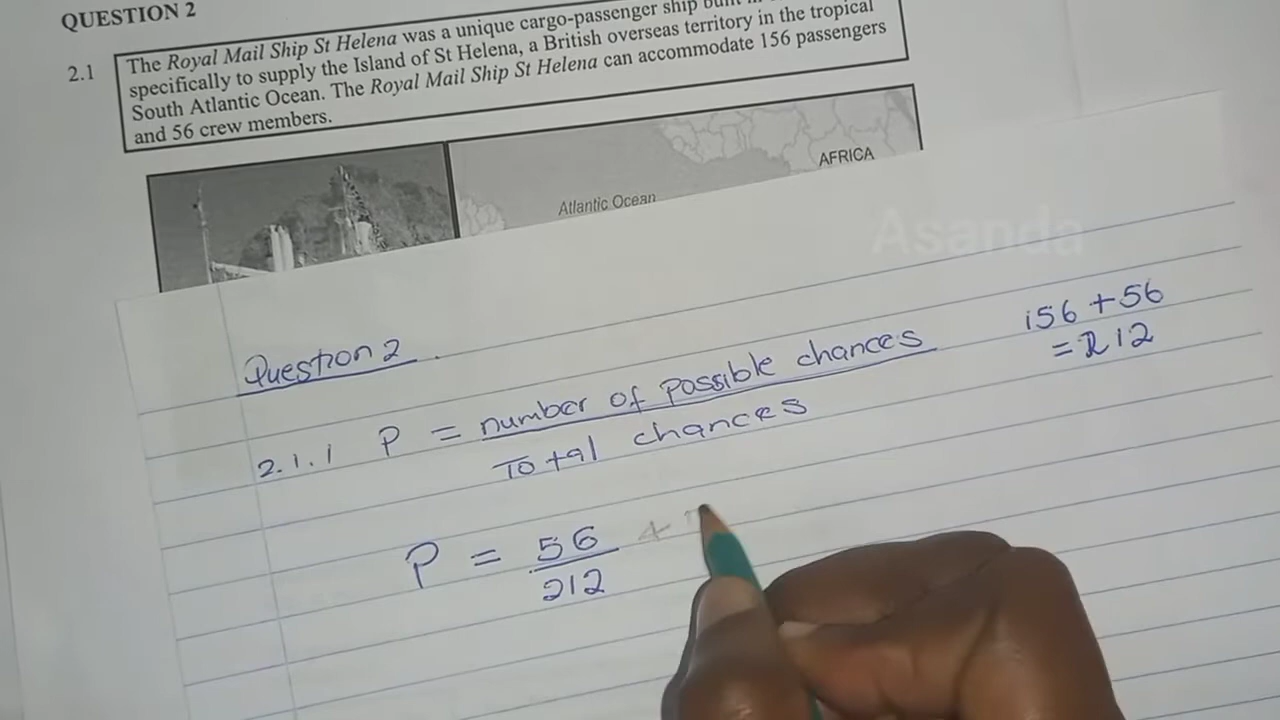 QUESTION 2
2.1
The Royal Mail Ship St Helena was a unique cargo-passenger ship built
specifically to supply the Island of St Helena, a British overseas territory in the tropical
South Atlantic Ocean. The Royal Mail Ship St Helena can accommodate 156 passengers
and 56 crew members.
AFRICA
Atlantic Ocean
Asanda
Question 2.
156 + 56
= 212
2.1.1 P = number of possible chances
Total chances
P = 56
212